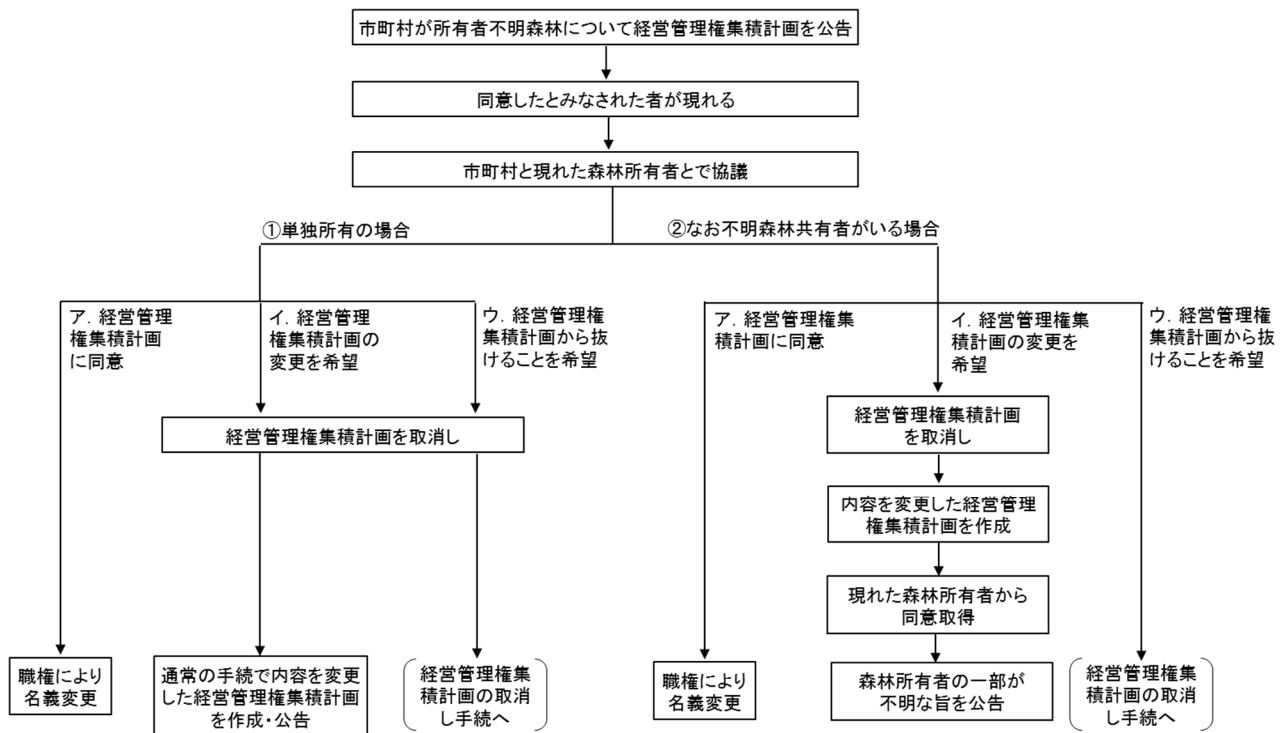 市町村が所有者不明森林について経営管理権集積計画を公告
同意したとみなされた者が現れる
市町村と現れた森林所有者とで協議
①単独所有の場合
②なお不明森林共有者がいる場合
ア．経営管理
権集積計画
に同意
イ．経営管理
権集積計画の
変更を希望
ウ．経営管理権
集積計画から抜
けることを希望
ア．経営管理権集
積計画に同意
イ．経営管理権集
積計画の変更を
希望
ウ．経営管理権
集積計画から抜
けることを希望
経営管理権集積計画を取消し
経営管理権集積計画
を取消し
内容を変更した経営管理
権集積計画を作成
現れた森林所有者から
同意取得
職権により
名義変更
通常の手続で内容を変更
した経営管理権集積計画
を作成・公告
経営管理権集
積計画の取消
し手続へ
職権により
名義変更
森林所有者の一部が
不明な旨を公告
経営管理権集
積計画の取消
し手続へ